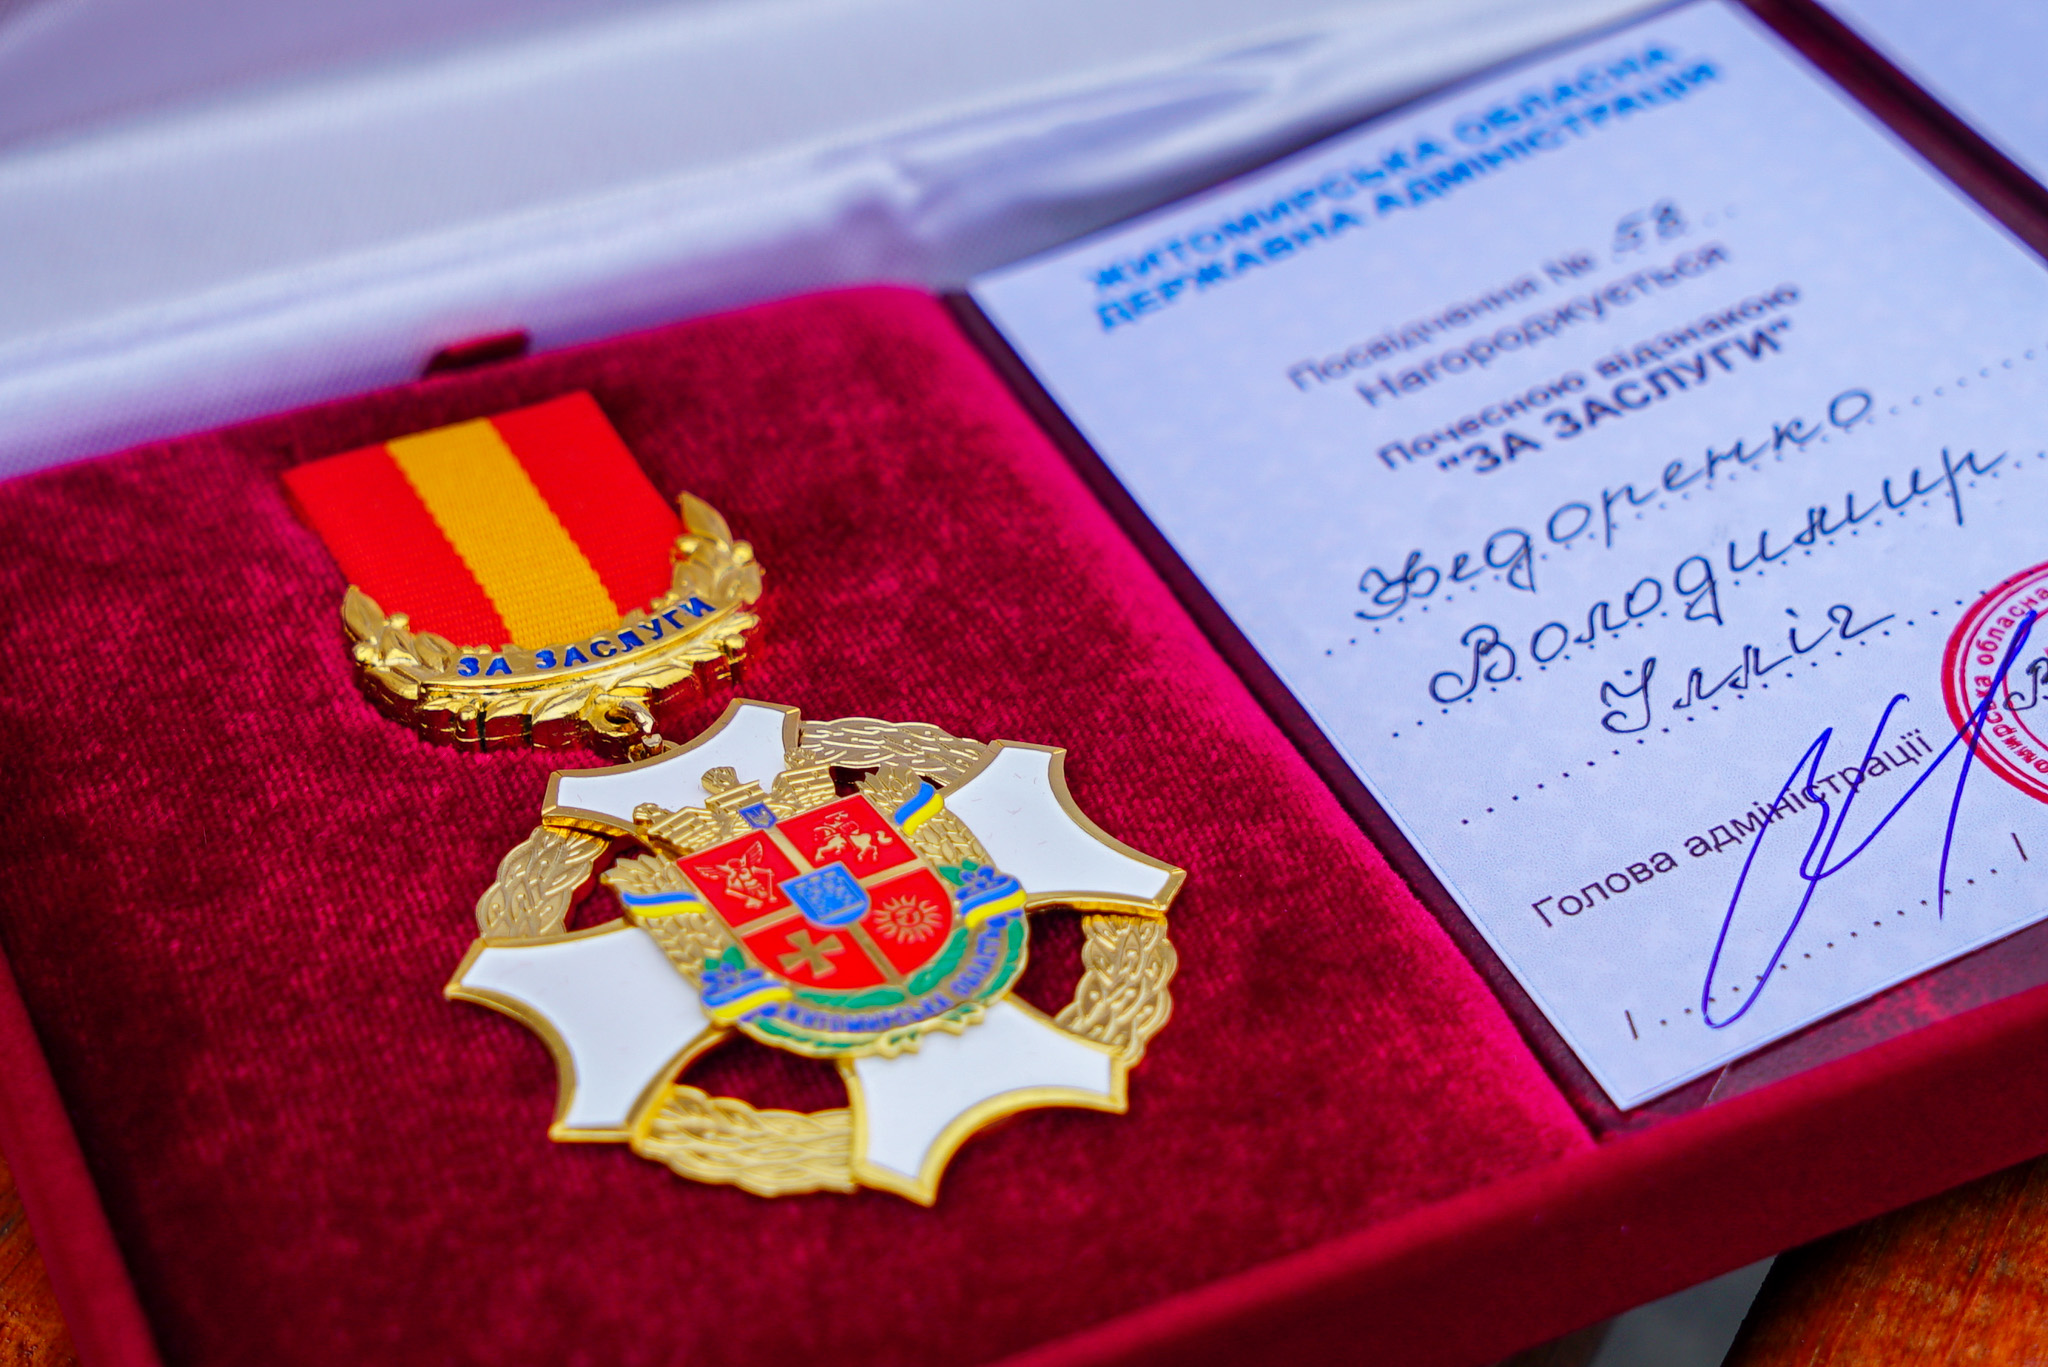 ЗА ЗАСЛУГИ
ЖИТОМИРСЬКА ОБЛАСТЬ
ЖИТОМИРСЬКА ОБЛАСНА
ДЕРЖАВНА АДМІНІСТРАЦІЯ
Посвідчення № 58
Нагороджується
Почесною відзнакою
"ЗА ЗАСЛУГИ"
Федоренко
Володимир
Ілліч
Голова адміністрації
обласна